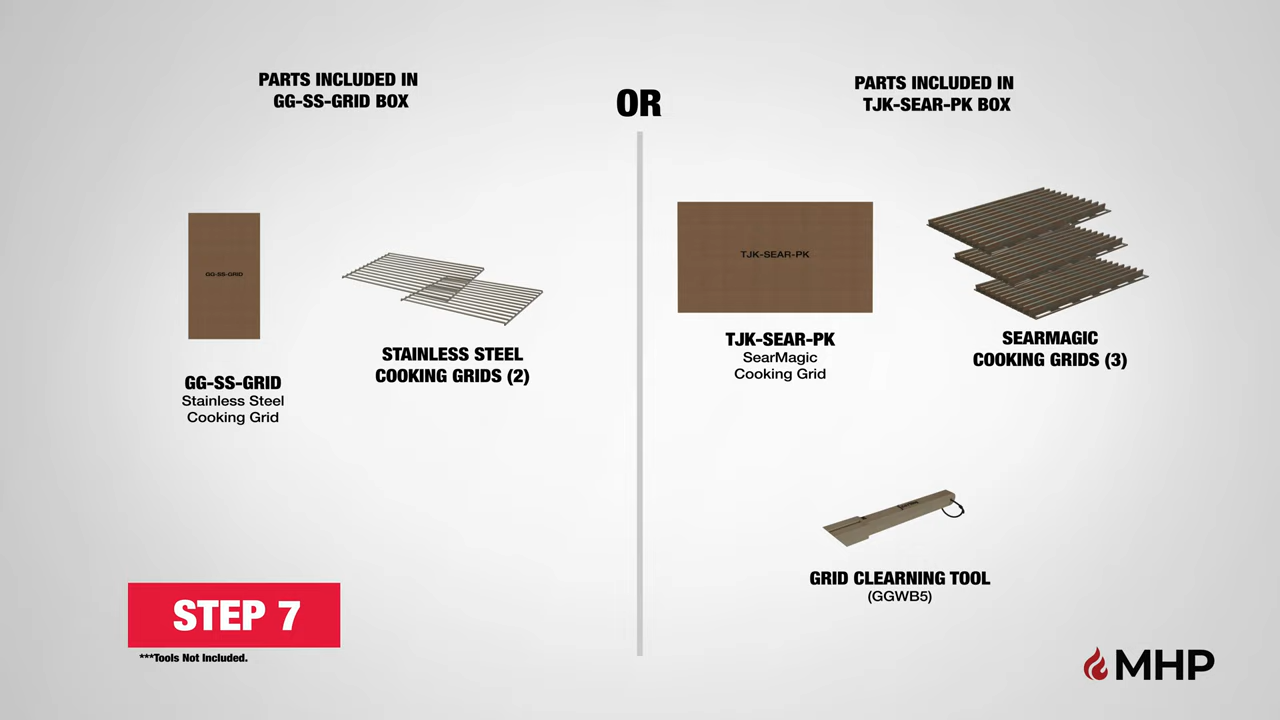 PARTS INCLUDED IN
GG-SS-GRID BOX
OR
PARTS INCLUDED IN
TJK-SEAR-PK BOX
GG-SS-GRID
GG-SS-GRID
Stainless Steel
Cooking Grid
STAINLESS STEEL
COOKING GRIDS (2)
TJK-SEAR-PK
TJK-SEAR-PK
SearMagic
Cooking Grid
SEARMAGIC
COOKING GRIDS (3)
GRID CLEARNING TOOL
(GGWB5)
STEP 7
***Tools Not Included.
MHP